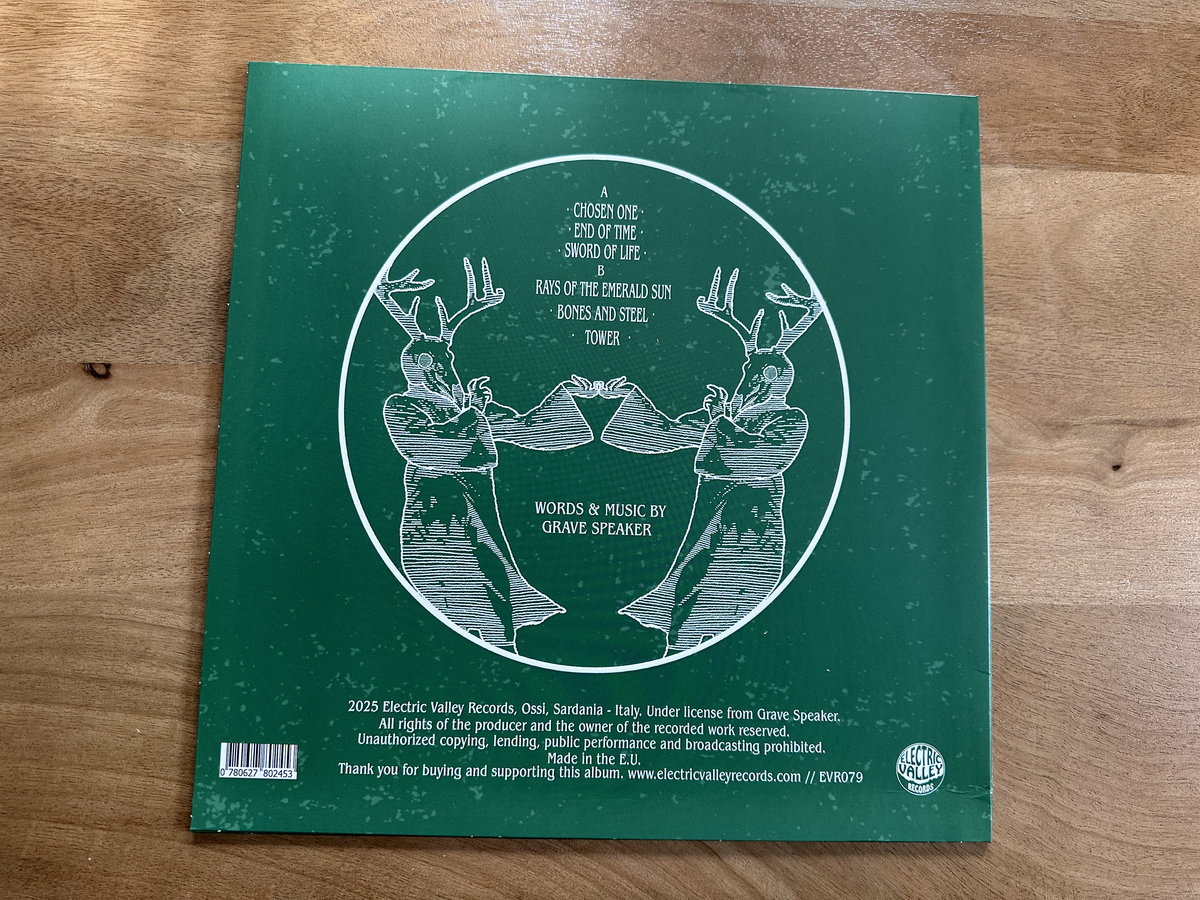 A
· CHOSEN ONE ·
· END OF TIME ·
· SWORD OF LIFE ·
B
RAYS OF THE EMERALD SUN
· BONES AND STEEL ·
· TOWER ·
WORDS & MUSIC BY
GRAVE SPEAKER
2025 Electric Valley Records, Ossi, Sardania - Italy. Under license from Grave Speaker.
All rights of the producer and the owner of the recorded work reserved.
Unauthorized copying, lending, public performance and broadcasting prohibited.
Made in the E.U.
Thank you for buying and supporting this album. www.electricvalleyrecords.com // EVR079
0 780627 802453
ELECTRIC
VALLEY
RECORDS